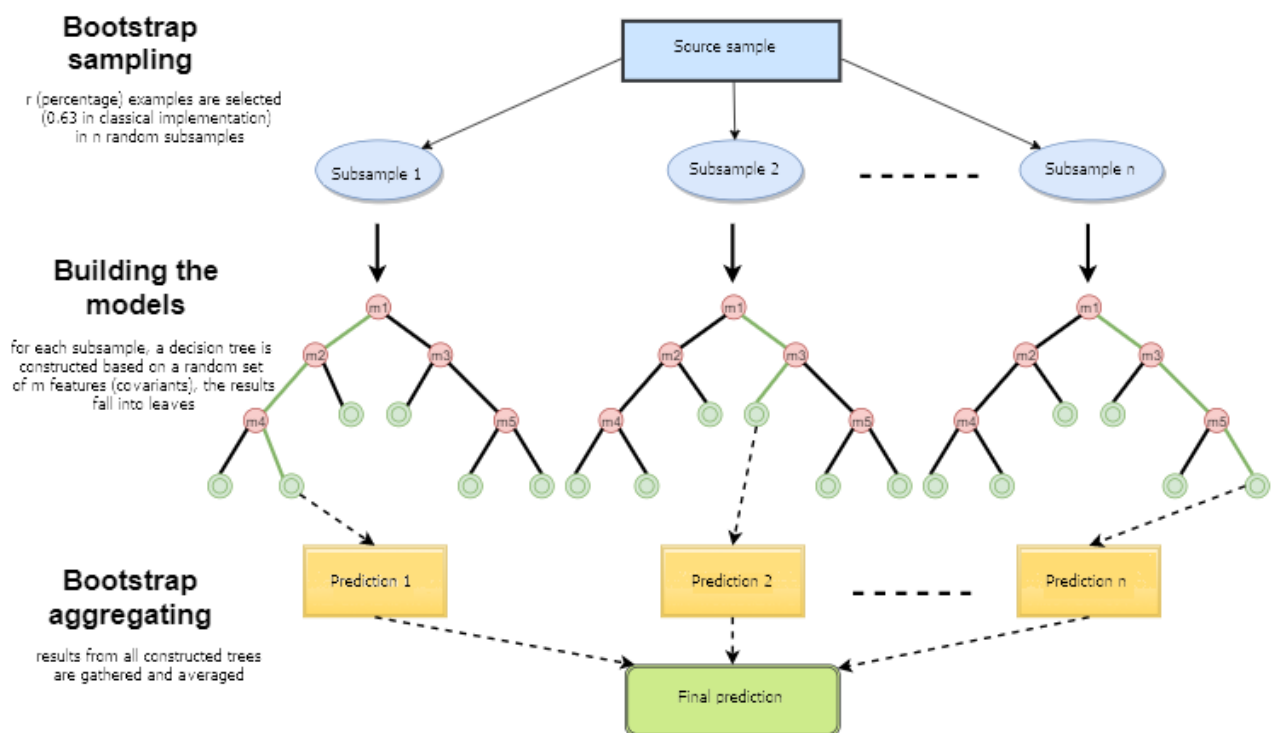 Bootstrap
sampling
r (percentage) examples are selected
(0.63 in classical implementation)
in n random subsamples
Source sample
Subsample 1
Subsample 2
Subsample n
Building the
models
for each subsample, a decision tree is
constructed based on a random set
of m features (covariants), the results
fall into leaves
m1
m2
m3
m4
m5
m1
m2
m3
m4
m5
m1
m2
m3
m4
m5
Bootstrap
aggregating
results from all constructed trees
are gathered and averaged
Prediction 1
Prediction 2
Prediction n
Final prediction